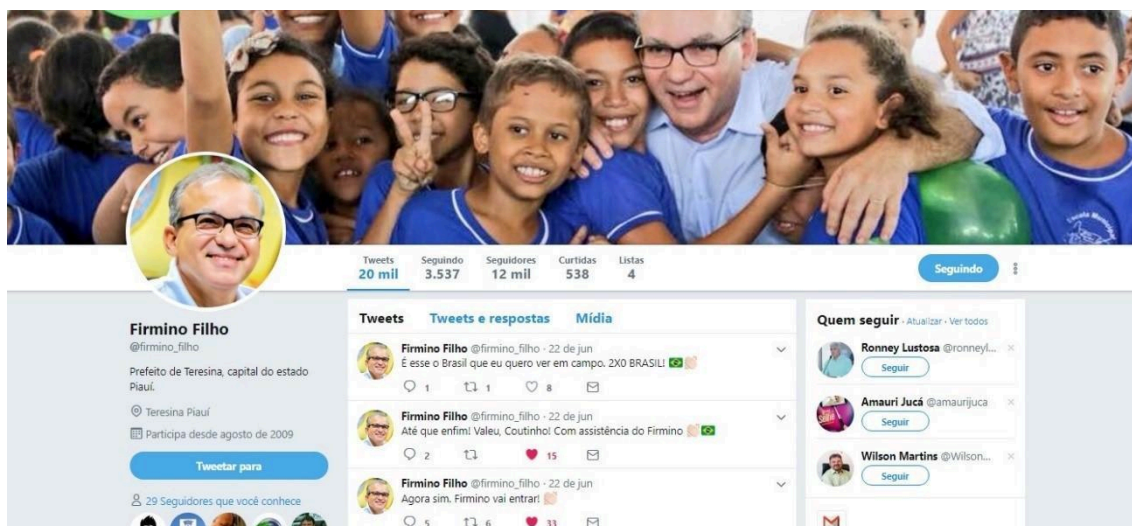 Escola Municipal
Tweets Seguindo Seguidores Curtidas Listas
20 mil 3.537 12 mil 538 4
Seguindo
Firmino Filho
@firmino_filho
Prefeito de Teresina, capital do estado
Piauí.
Teresina Piauí
Participa desde agosto de 2009
Tweetar para
29 Seguidores que você conhece
Tweets Tweets e respostas Mídia
Firmino Filho @firmino_filho · 22 de jun
É esse o Brasil que eu quero ver em campo. 2X0 BRASIL! 🇧🇷👏🏻
1 1 8
Firmino Filho @firmino_filho · 22 de jun
Até que enfim! Valeu, Coutinho! Com assistência do Firmino 👏🏻🇧🇷
2 15
Firmino Filho @firmino_filho · 22 de jun
Agora sim. Firmino vai entrar! 👏🏻
5 6 33
Quem seguir · Atualizar · Ver todos
Ronney Lustosa @ronneyl... ×
Seguir
Amauri Jucá @amaurijuca ×
Seguir
Wilson Martins @Wilson... ×
Seguir